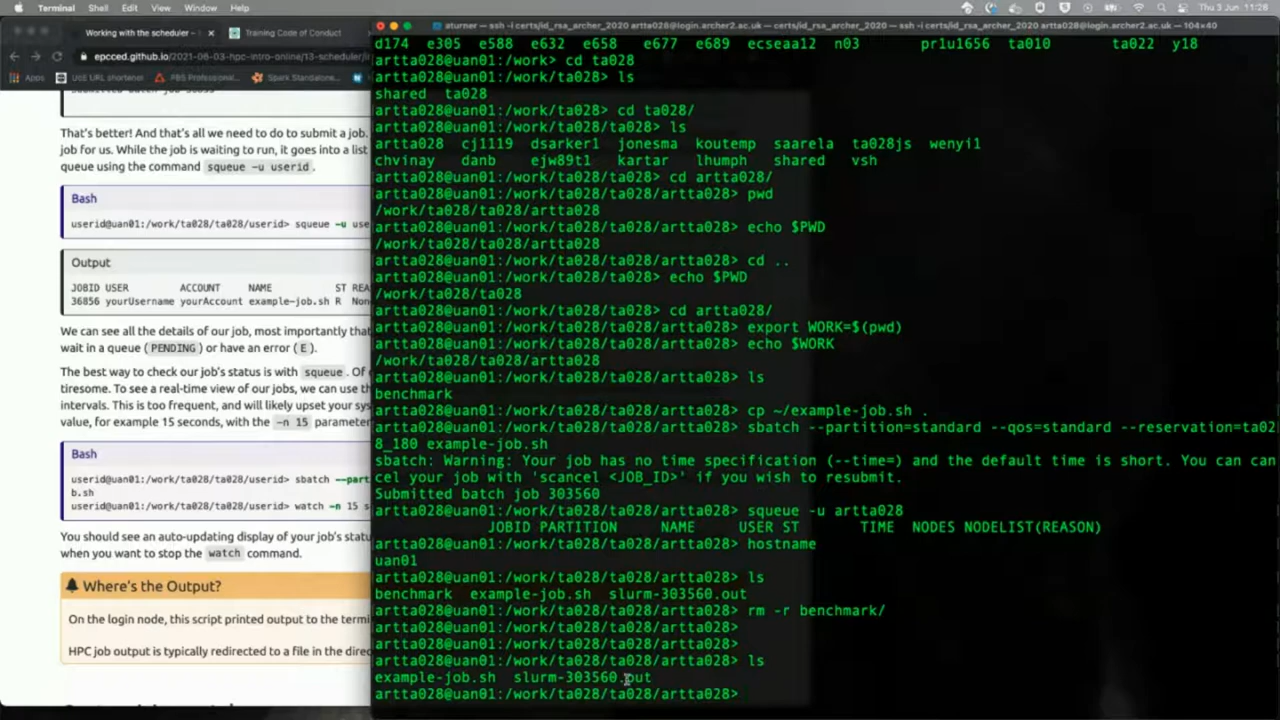 Terminal Shell Edit View Window Help
Thu 3 Jun 11:28
Working with the scheduler –
Training Code of Conduct
epccedu.github.io/2021-06-03-hpc-intro-online/13-scheduler/
Apps UoE URL shortener PBS Professional... Spark Standalone...
That's better! And that's all we need to do to submit a job.
job for us. While the job is waiting to run, it goes into a list
queue using the command squeue -u userid.
Bash
userid@uan01:/work/ta028/ta028/userid> squeue -u use
Output
JOBID USER ACCOUNT NAME ST REA
36856 yourUsername yourAccount example-job.sh R Non
We can see all the details of our job, most importantly that
wait in a queue (PENDING) or have an error (E).
The best way to check our job's status is with squeue. Of
tiresome. To see a real-time view of our jobs, we can use th
intervals. This is too frequent, and will likely upset your sys
value, for example 15 seconds, with the -n 15 paramete
Bash
userid@uan01:/work/ta028/ta028/userid> sbatch --part
b.sh
userid@uan01:/work/ta028/ta028/userid> watch -n 15 s
You should see an auto-updating display of your job's statu
when you want to stop the watch command.
Where's the Output?
On the login node, this script printed output to the termi
HPC job output is typically redirected to a file in the direc
aturner — ssh -i certs/id_rsa_archer_2020 artta028@login.archer2.ac.uk — certs/id_rsa_archer_2020 — ssh -i certs/id_rsa_archer_2020 artta028@login.archer2.ac.uk — 104×40
d174 e305 e588 e632 e658 e677 e689 ecseaa12 n03 pr1u1656 ta010 ta022 y18
artta028@uan01:/work> cd ta028
artta028@uan01:/work/ta028> ls
shared ta028
artta028@uan01:/work/ta028> cd ta028/
artta028@uan01:/work/ta028/ta028> ls
artta028 cj1119 dsarker1 jonesma koutemp saarela ta028js wenyi1
chvinay danb ejw89t1 kartar lhumph shared vsh
artta028@uan01:/work/ta028/ta028> cd artta028/
artta028@uan01:/work/ta028/ta028/artta028> pwd
/work/ta028/ta028/artta028
artta028@uan01:/work/ta028/ta028/artta028> echo $PWD
/work/ta028/ta028/artta028
artta028@uan01:/work/ta028/ta028/artta028> cd ..
artta028@uan01:/work/ta028/ta028> echo $PWD
/work/ta028/ta028
artta028@uan01:/work/ta028/ta028> cd artta028/
artta028@uan01:/work/ta028/ta028/artta028> export WORK=$(pwd)
artta028@uan01:/work/ta028/ta028/artta028> echo $WORK
/work/ta028/ta028/artta028
artta028@uan01:/work/ta028/ta028/artta028> ls
benchmark
artta028@uan01:/work/ta028/ta028/artta028> cp ~/example-job.sh .
artta028@uan01:/work/ta028/ta028/artta028> sbatch --partition=standard --qos=standard --reservation=ta02
8_180 example-job.sh
sbatch: Warning: Your job has no time specification (--time=) and the default time is short. You can can
cel your job with 'scancel <JOB_ID>' if you wish to resubmit.
Submitted batch job 303560
artta028@uan01:/work/ta028/ta028/artta028> squeue -u artta028
JOBID PARTITION NAME USER ST TIME NODES NODELIST(REASON)
artta028@uan01:/work/ta028/ta028/artta028> hostname
uan01
artta028@uan01:/work/ta028/ta028/artta028> ls
benchmark example-job.sh slurm-303560.out
artta028@uan01:/work/ta028/ta028/artta028> rm -r benchmark/
artta028@uan01:/work/ta028/ta028/artta028>
artta028@uan01:/work/ta028/ta028/artta028>
artta028@uan01:/work/ta028/ta028/artta028> ls
example-job.sh slurm-303560.out
artta028@uan01:/work/ta028/ta028/artta028>